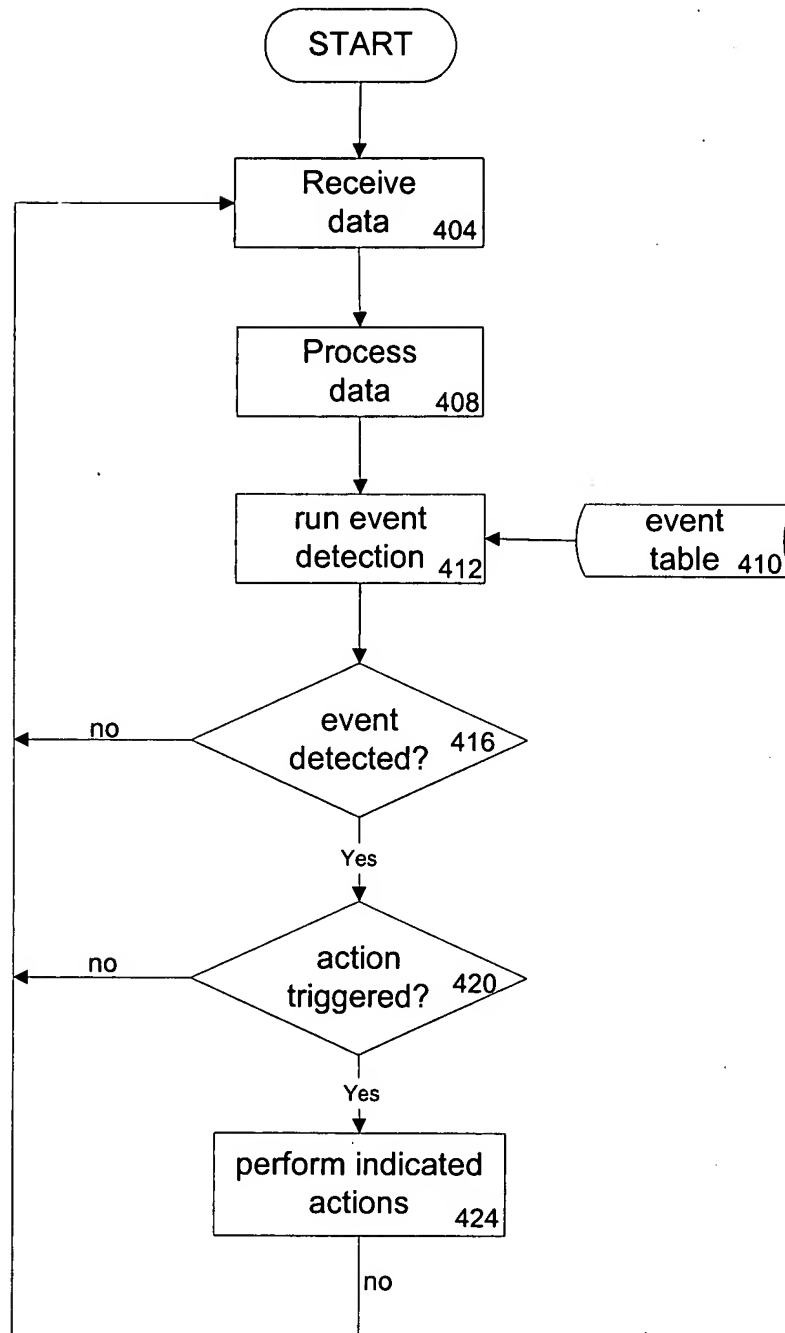 START
Receive
data 404
Process
data 408
run event
detection 412
event
table 410
event
detected? 416
no
Yes
action
triggered? 420
no
Yes
perform indicated
actions 424
no